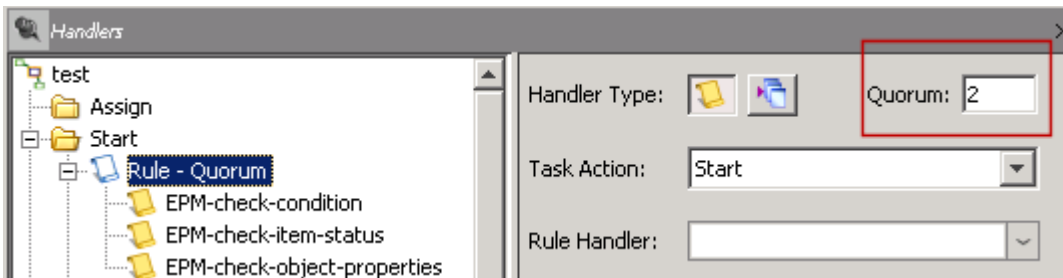 Handlers
test
Assign
Start
Rule - Quorum
EPM-check-condition
EPM-check-item-status
EPM-check-object-properties
Handler Type:
Quorum: 2
Task Action: Start
Rule Handler: